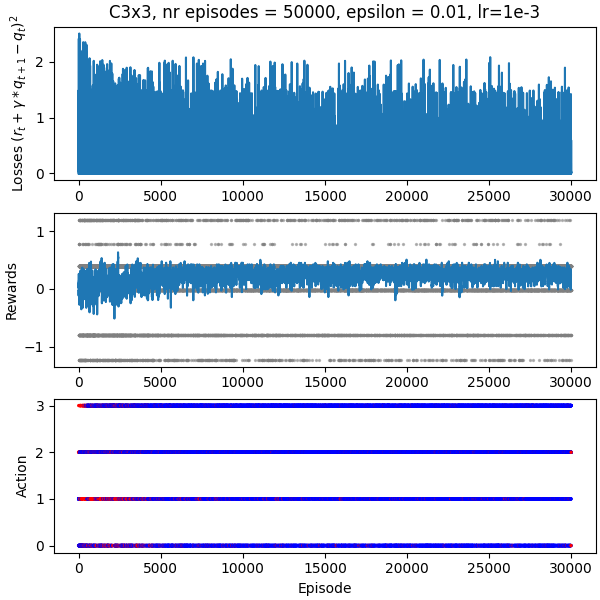 C3x3, nr episodes = 50000, epsilon = 0.01, lr=1e-3
Losses $(r_t + \gamma * q_{t+1} - q_t)^2$
2
1
0
0 5000 10000 15000 20000 25000 30000
Rewards
1
0
−1
0 5000 10000 15000 20000 25000 30000
Action
3
2
1
0
0 5000 10000 15000 20000 25000 30000
Episode